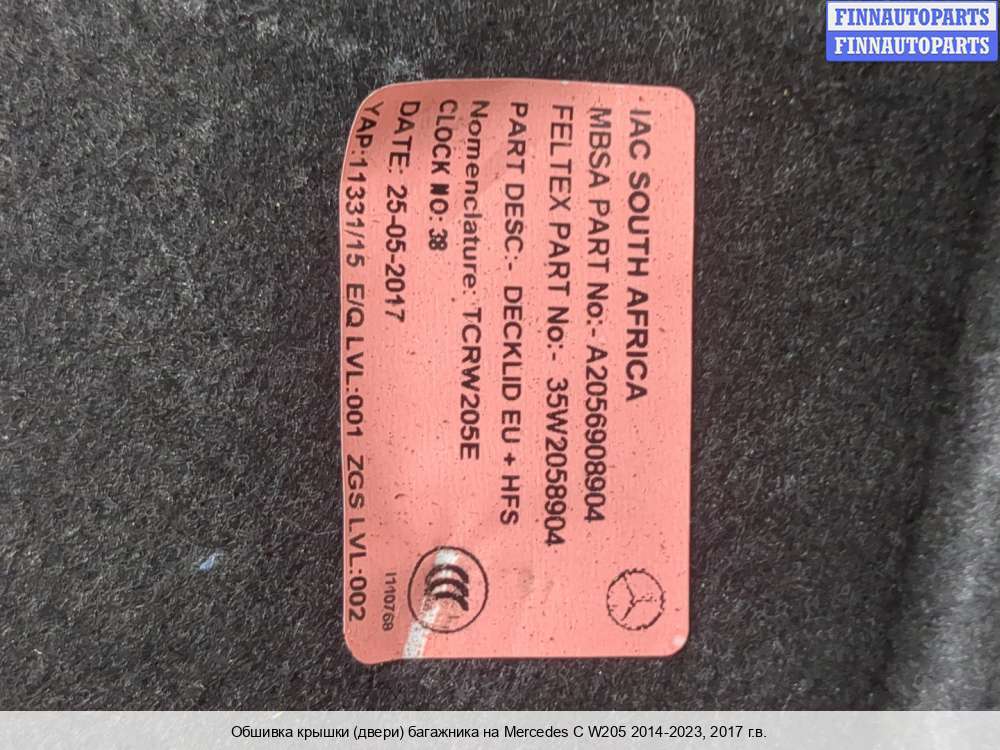 FINNAUTOPARTS
FINNAUTOPARTS
IAC SOUTH AFRICA
MBSA PART No:- A2056908904
FELTEX PART No:- 35W2058904
PART DESC:- DECKLID EU + HFS
Nomenclature: TCRW205E
CLOCK NO: 38
DATE: 25-05-2017
YAP:11331/15 E/Q LVL:001 ZGS LVL:002
CCC
I110768
Обшивка крышки (двери) багажника на Mercedes C W205 2014-2023, 2017 г.в.